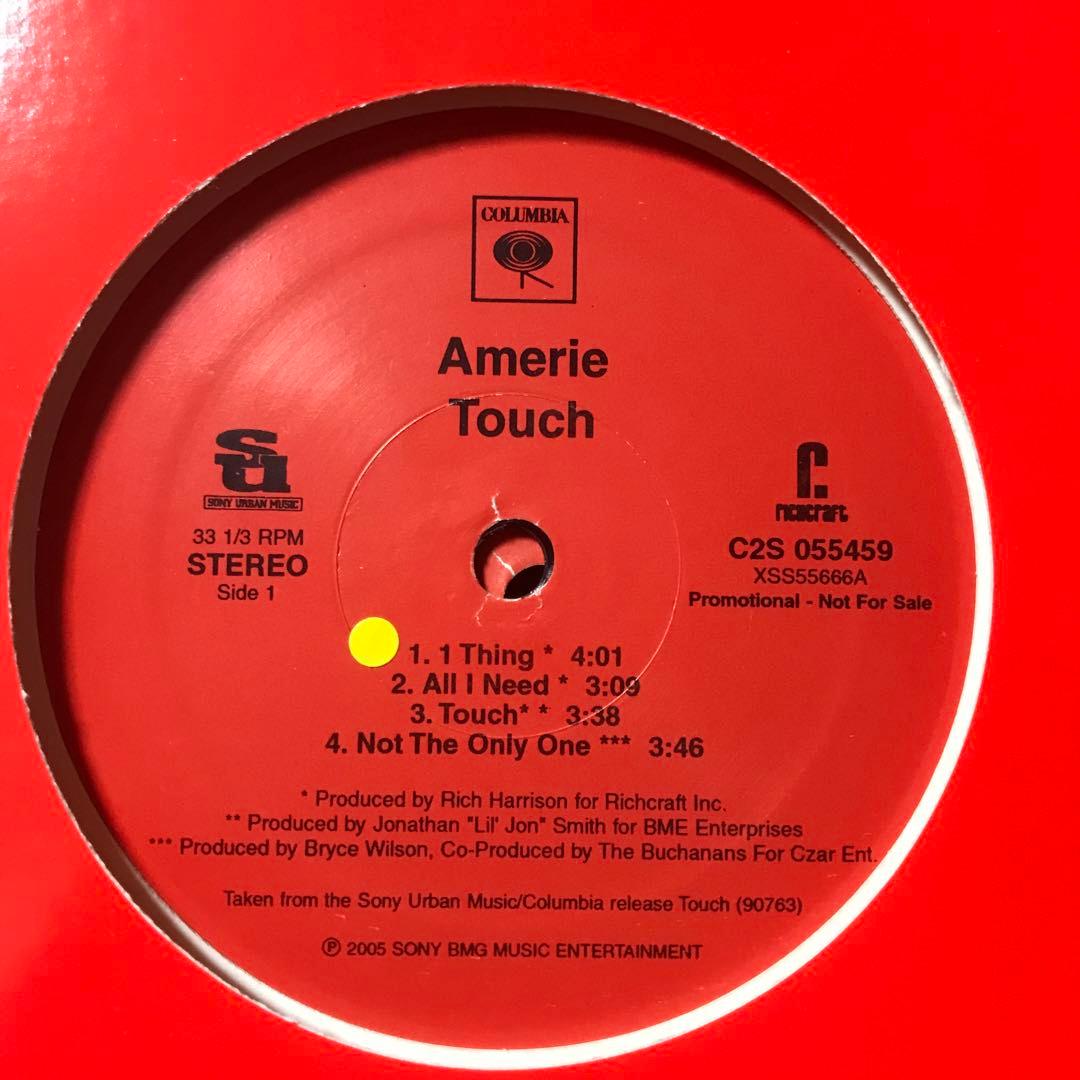 COLUMBIA
Amerie
Touch
su
SONY URBAN MUSIC
33 1/3 RPM
STEREO
Side 1
r.
richcraft
C2S 055459
XSS55666A
Promotional - Not For Sale
1. 1 Thing * 4:01
2. All I Need * 3:09
3. Touch* * 3:38
4. Not The Only One *** 3:46
* Produced by Rich Harrison for Richcraft Inc.
** Produced by Jonathan "Lil' Jon" Smith for BME Enterprises
*** Produced by Bryce Wilson, Co-Produced by The Buchanans For Czar Ent.
Taken from the Sony Urban Music/Columbia release Touch (90763)
℗ 2005 SONY BMG MUSIC ENTERTAINMENT